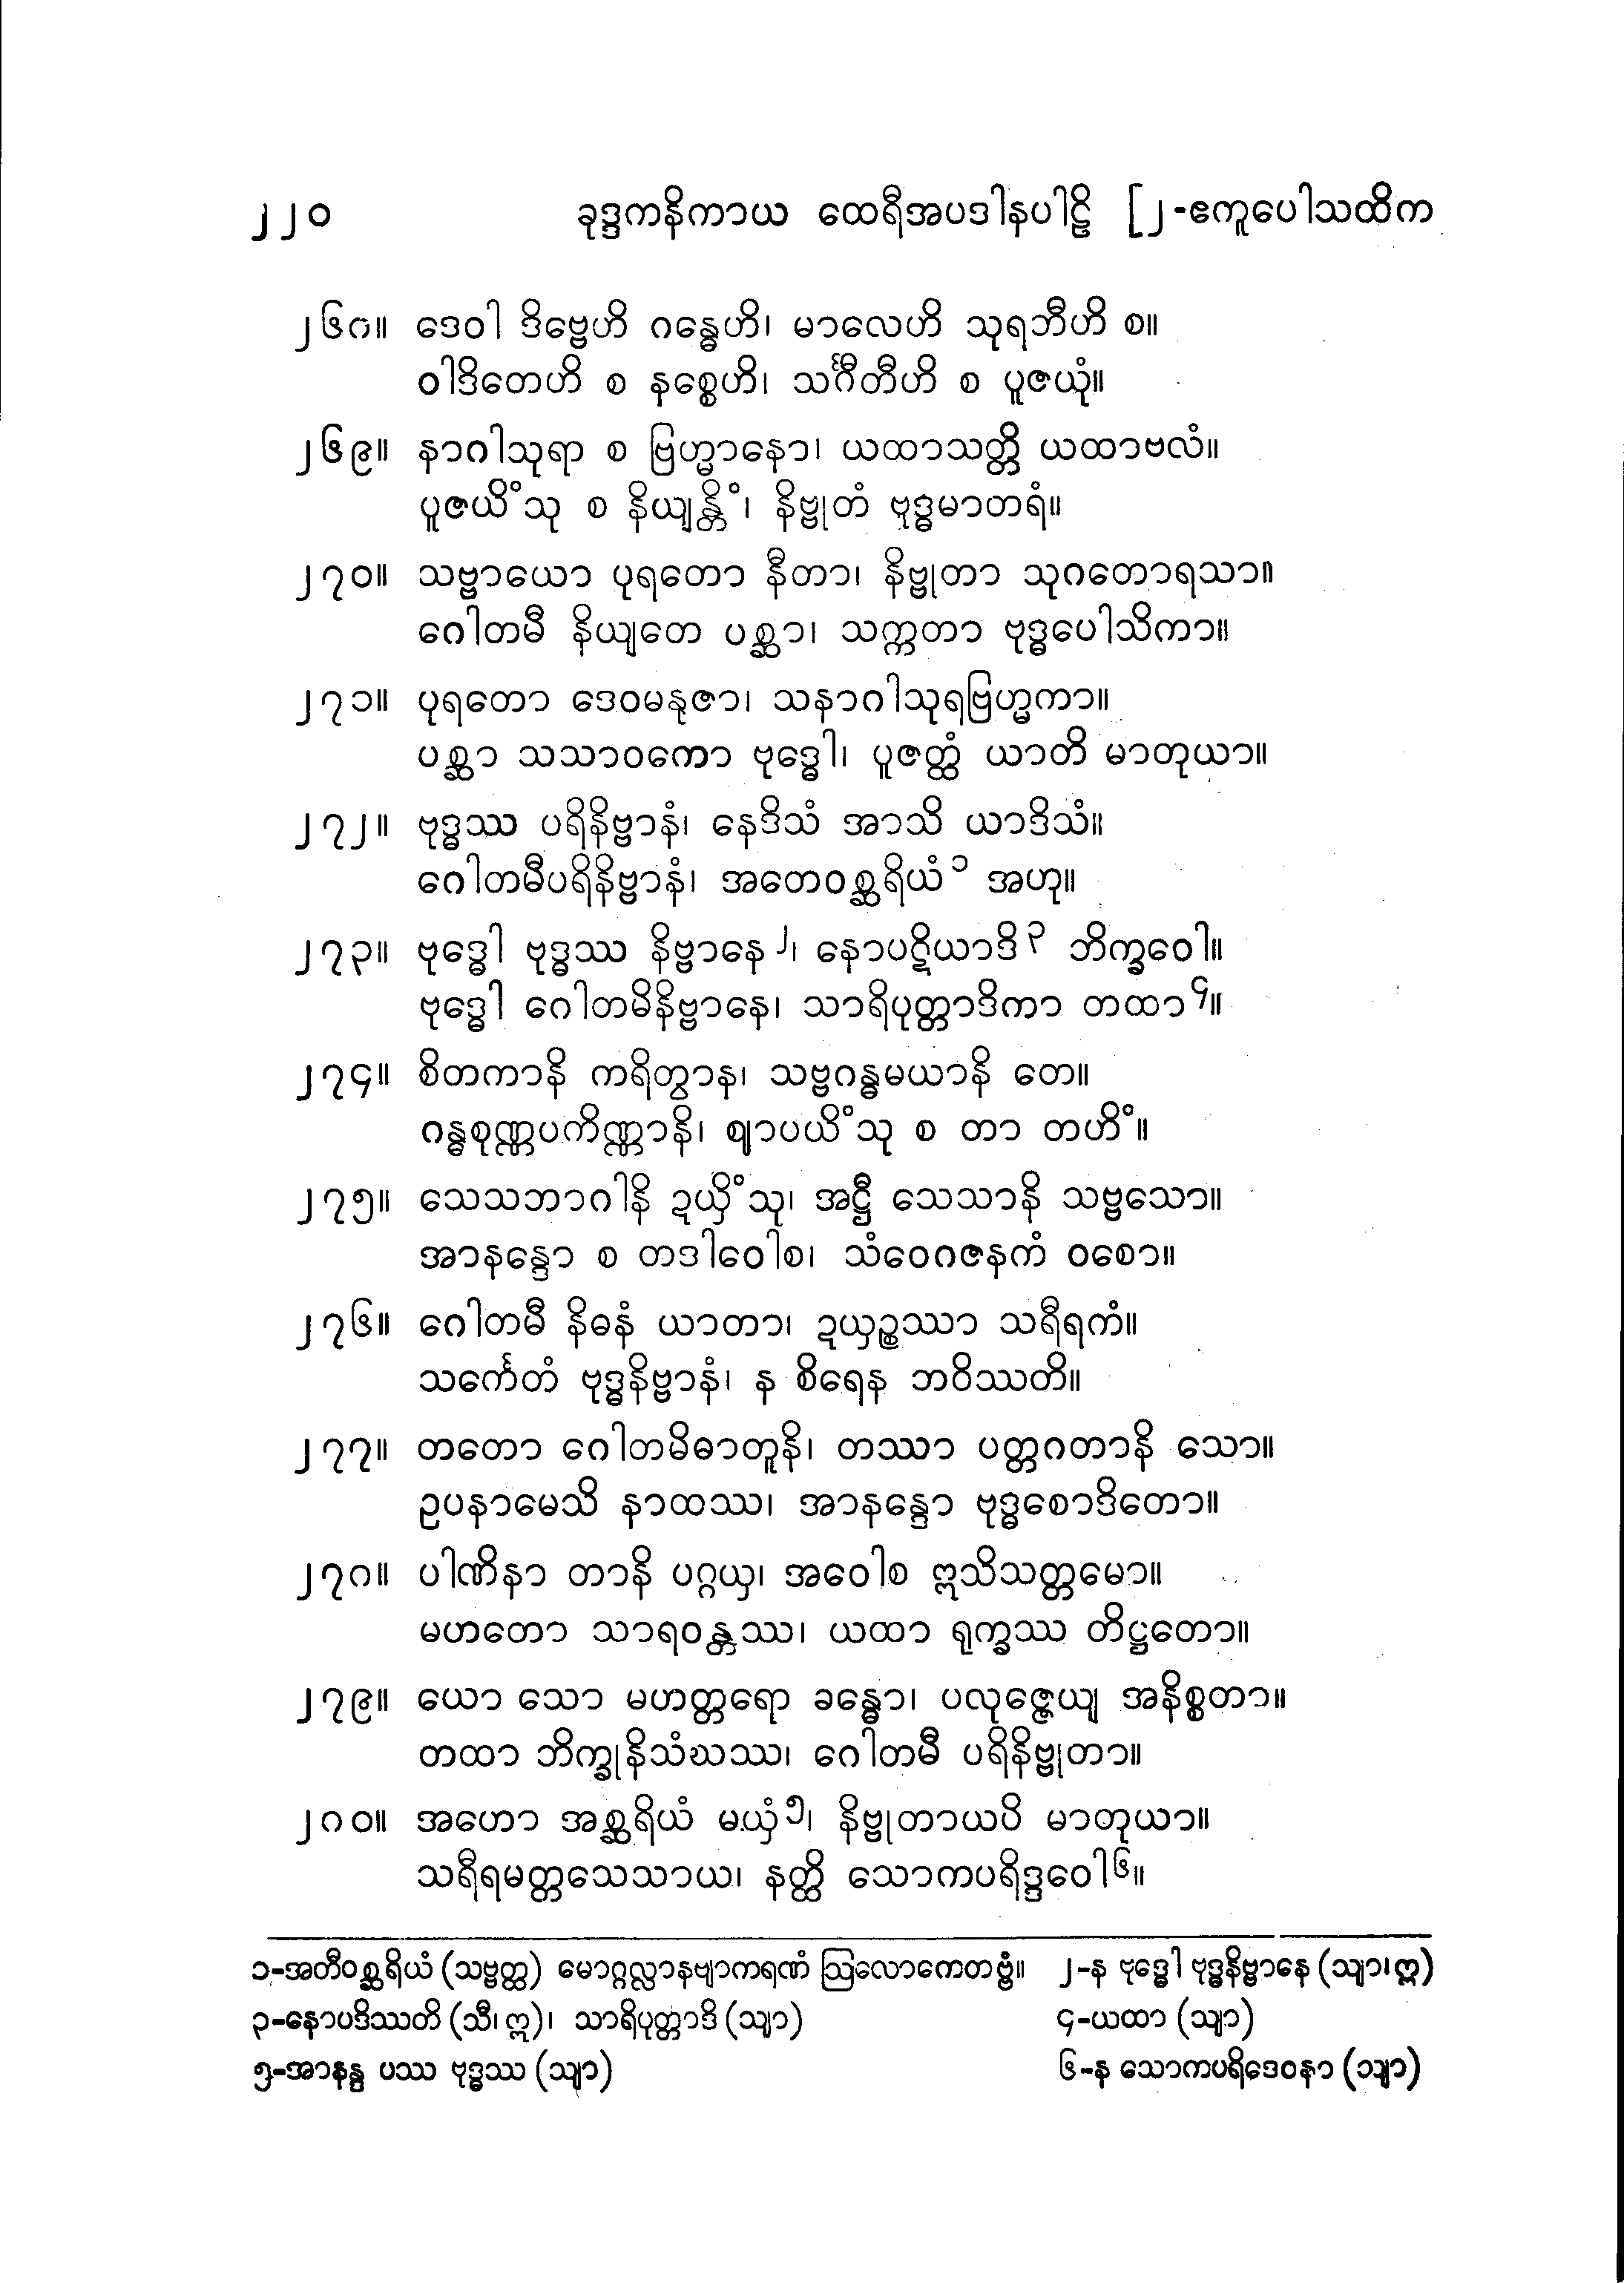 ၂၂၀ ခုဒ္ဒကနိကာယ ထေရီအပဒါနပါဠိ [၂-ဧကူပေါသထိက
၂၆၈။ ဒေဝါ ဒိဗ္ဗေဟိ ဂန္ဓေဟိ၊ မာလေဟိ သုရဘီဟိ စ။
ဝါဒိတေဟိ စ နစ္စေဟိ၊ သင်္ဂီတီဟိ စ ပူဇယုံ။
၂၆၉။ နာဂါသုရာ စ ဗြဟ္မာနော၊ ယထာသတ္တိ ယထာဗလံ။
ပူဇယိံသု စ နိယျန္တိံ၊ နိဗ္ဗုတံ ဗုဒ္ဓမာတရံ။
၂၇၀။ သဗ္ဗာယော ပုရတော နီတာ၊ နိဗ္ဗုတာ သုဂတောရသာ။
ဂေါတမီ နိယျတေ ပစ္ဆာ၊ သက္ကတာ ဗုဒ္ဓပေါသိကာ။
၂၇၁။ ပုရတော ဒေဝမနုဇာ၊ သနာဂါသုရဗြဟ္မကာ။
ပစ္ဆာ သသာဝကော ဗုဒ္ဓေါ၊ ပူဇတ္ထံ ယာတိ မာတုယာ။
၂၇၂။ ဗုဒ္ဓဿ ပရိနိဗ္ဗာနံ၊ နေဒိသံ အာသိ ယာဒိသံ။
ဂေါတမီပရိနိဗ္ဗာနံ၊ အတေဝစ္ဆရိယံ၁ အဟု။
၂၇၃။ ဗုဒ္ဓေါ ဗုဒ္ဓဿ နိဗ္ဗာနေ၂၊ နောပဋိယာဒိ၃ ဘိက္ခဝေါ။
ဗုဒ္ဓေါ ဂေါတမိနိဗ္ဗာနေ၊ သာရိပုတ္တာဒိကာ တထာ၄။
၂၇၄။ စိတကာနိ ကရိတွာန၊ သဗ္ဗဂန္ဓမယာနိ တေ။
ဂန္ဓစုဏ္ဏပကိဏ္ဏာနိ၊ ဈာပယိံသု စ တာ တဟိံ။
၂၇၅။ သေသဘာဂါနိ ဍယှိံသု၊ အဋ္ဌီ သေသာနိ သဗ္ဗသော။
အာနန္ဒော စ တဒါဝေါစ၊ သံဝေဂဇနကံ ဝစော။
၂၇၆။ ဂေါတမီ နိဓနံ ယာတာ၊ ဍယှဉ္စဿာ သရီရကံ။
သင်္ကေတံ ဗုဒ္ဓနိဗ္ဗာနံ၊ န စိရေန ဘဝိဿတိ။
၂၇၇။ တတော ဂေါတမိဓာတူနိ၊ တဿာ ပတ္တဂတာနိ သော။
ဥပနာမေသိ နာထဿ၊ အာနန္ဒော ဗုဒ္ဓစောဒိတော။
၂၇၈။ ပါဏိနာ တာနိ ပဂ္ဂယှ၊ အဝေါစ ဣသိသတ္တမော။
မဟတော သာရဝန္တဿ၊ ယထာ ရုက္ခဿ တိဋ္ဌတော။
၂၇၉။ ယော သော မဟတ္တရော ခန္ဓော၊ ပလုဇ္ဇေယျ အနိစ္စတာ။
တထာ ဘိက္ခုနိသံဃဿ၊ ဂေါတမီ ပရိနိဗ္ဗုတာ။
၂၈၀။ အဟော အစ္ဆရိယံ မယှံ၅၊ နိဗ္ဗုတာယပိ မာတုယာ။
သရီရမတ္တသေသာယ၊ နတ္ထိ သောကပရိဒ္ဒဝေါ၆။
၁-အတီဝစ္ဆရိယံ (သဗ္ဗတ္ထ) မောဂ္ဂလ္လာနဗျာကရဏံ ဩလောကေတဗ္ဗံ။ ၂-န ဗုဒ္ဓေါ ဗုဒ္ဓနိဗ္ဗာနေ (သျာ၊ဣ)
၃-နောပဒိဿတိ (သီ၊ ဣ)၊ သာရိပုတ္တာဒိ (သျာ) ၄-ယထာ (သျာ)
၅-အာနန္ဒ ပဿ ဗုဒ္ဓဿ (သျာ) ၆-န သောကပရိဒေဝနာ (သျာ)